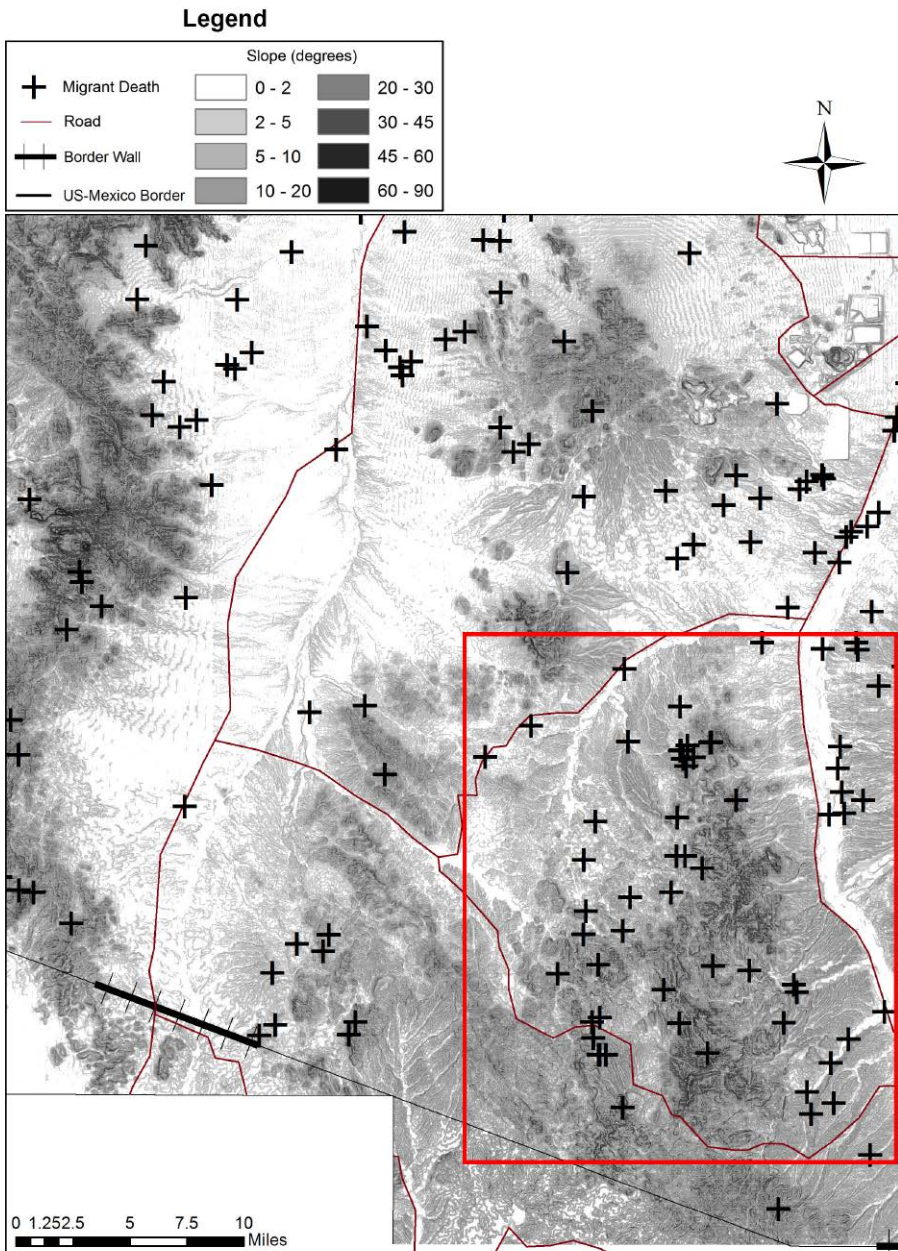 Legend
Slope (degrees)
Migrant Death 0 - 2 20 - 30
Road 2 - 5 30 - 45
Border Wall 5 - 10 45 - 60
US-Mexico Border 10 - 20 60 - 90
N
0 1.252.5 5 7.5 10
Miles